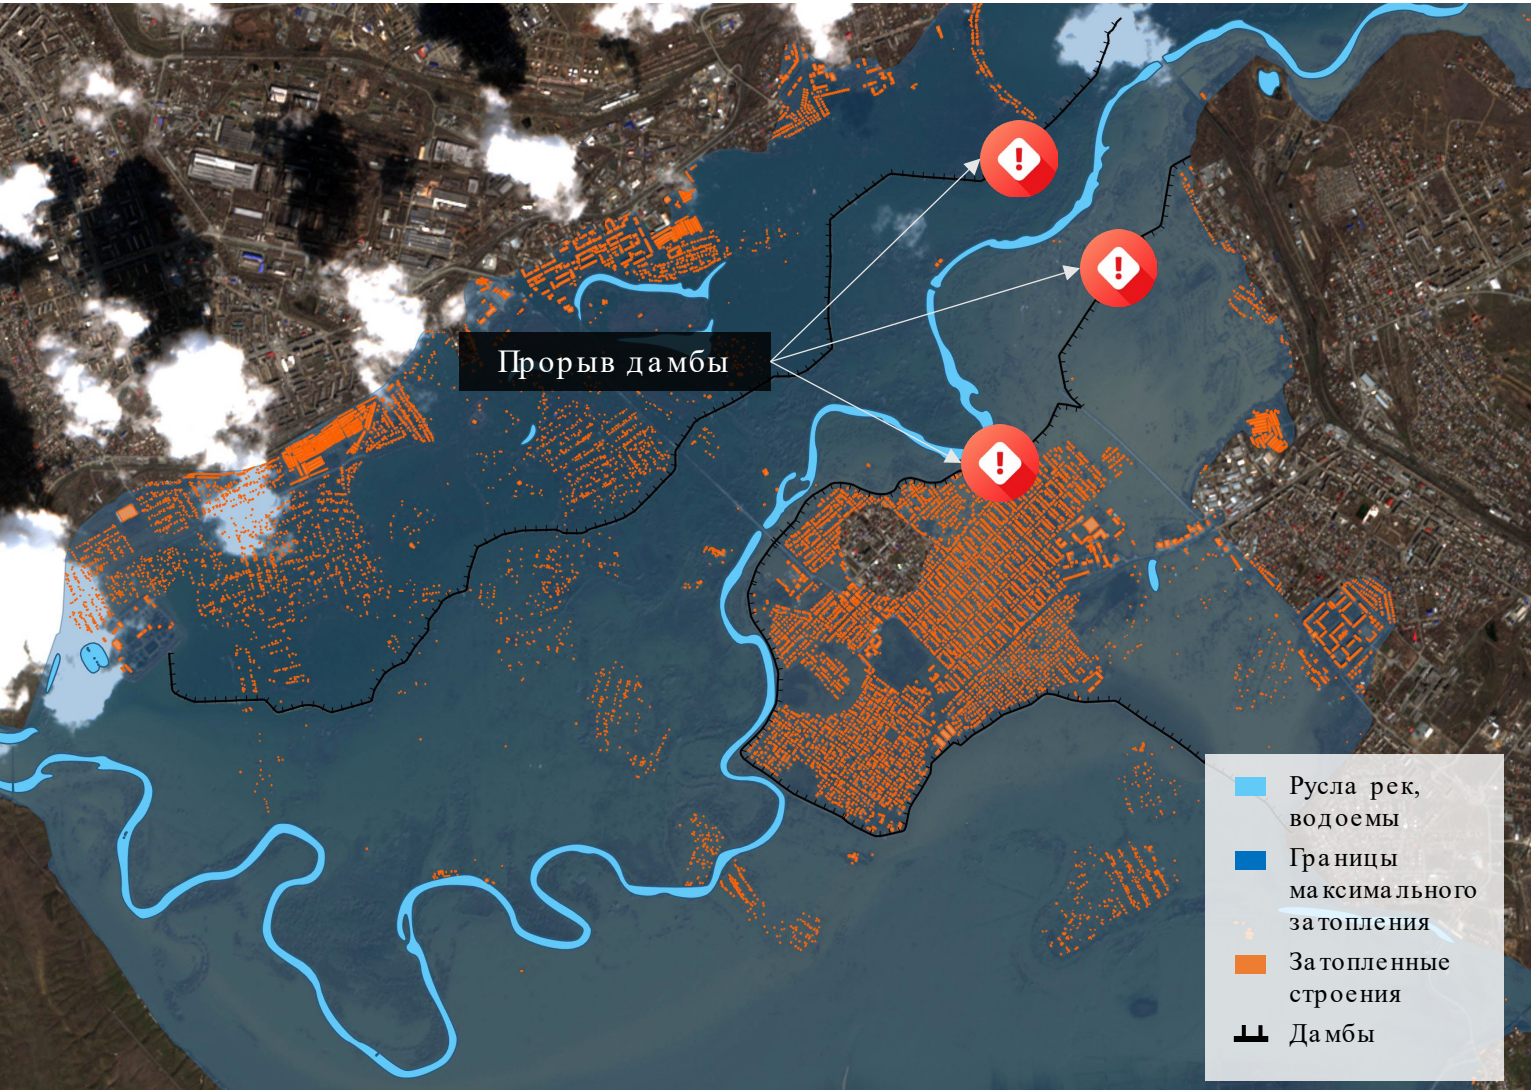 Прорыв дамбы
Русла рек,
водоемы
Границы
максимального
затопления
Затопленные
строения
Дамбы